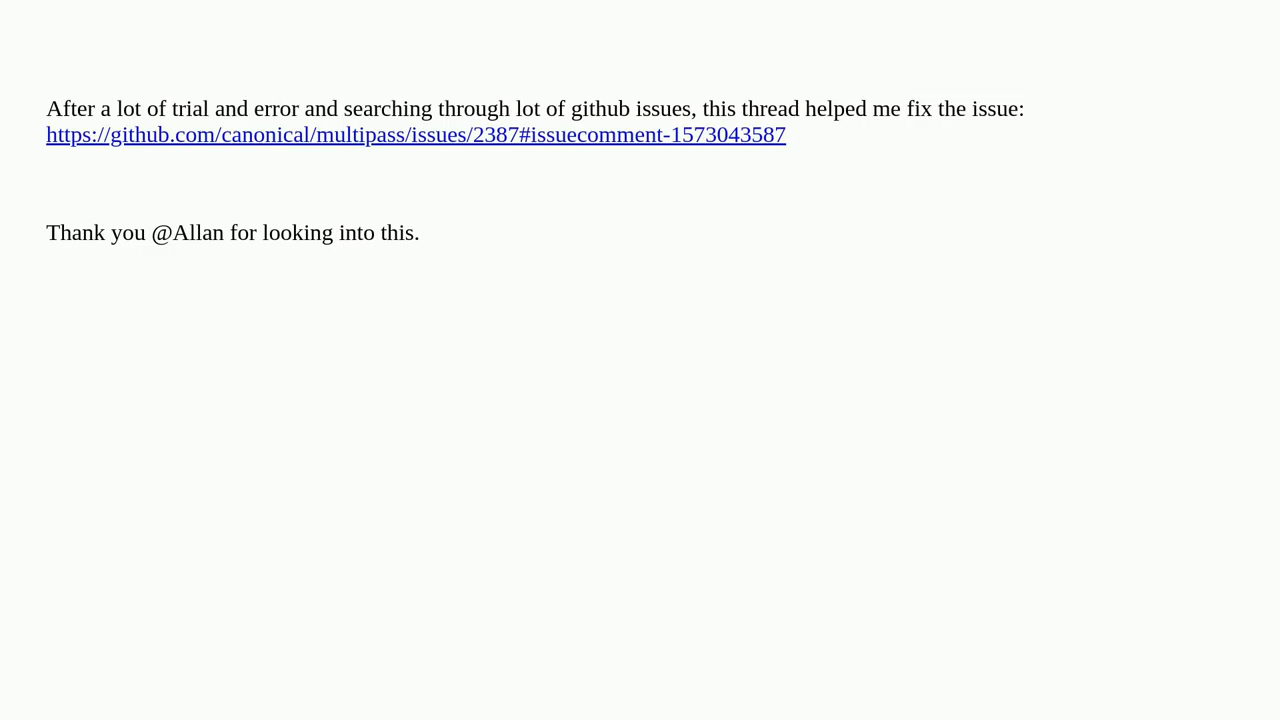 After a lot of trial and error and searching through lot of github issues, this thread helped me fix the issue:
https://github.com/canonical/multipass/issues/2387#issuecomment-1573043587
Thank you @Allan for looking into this.